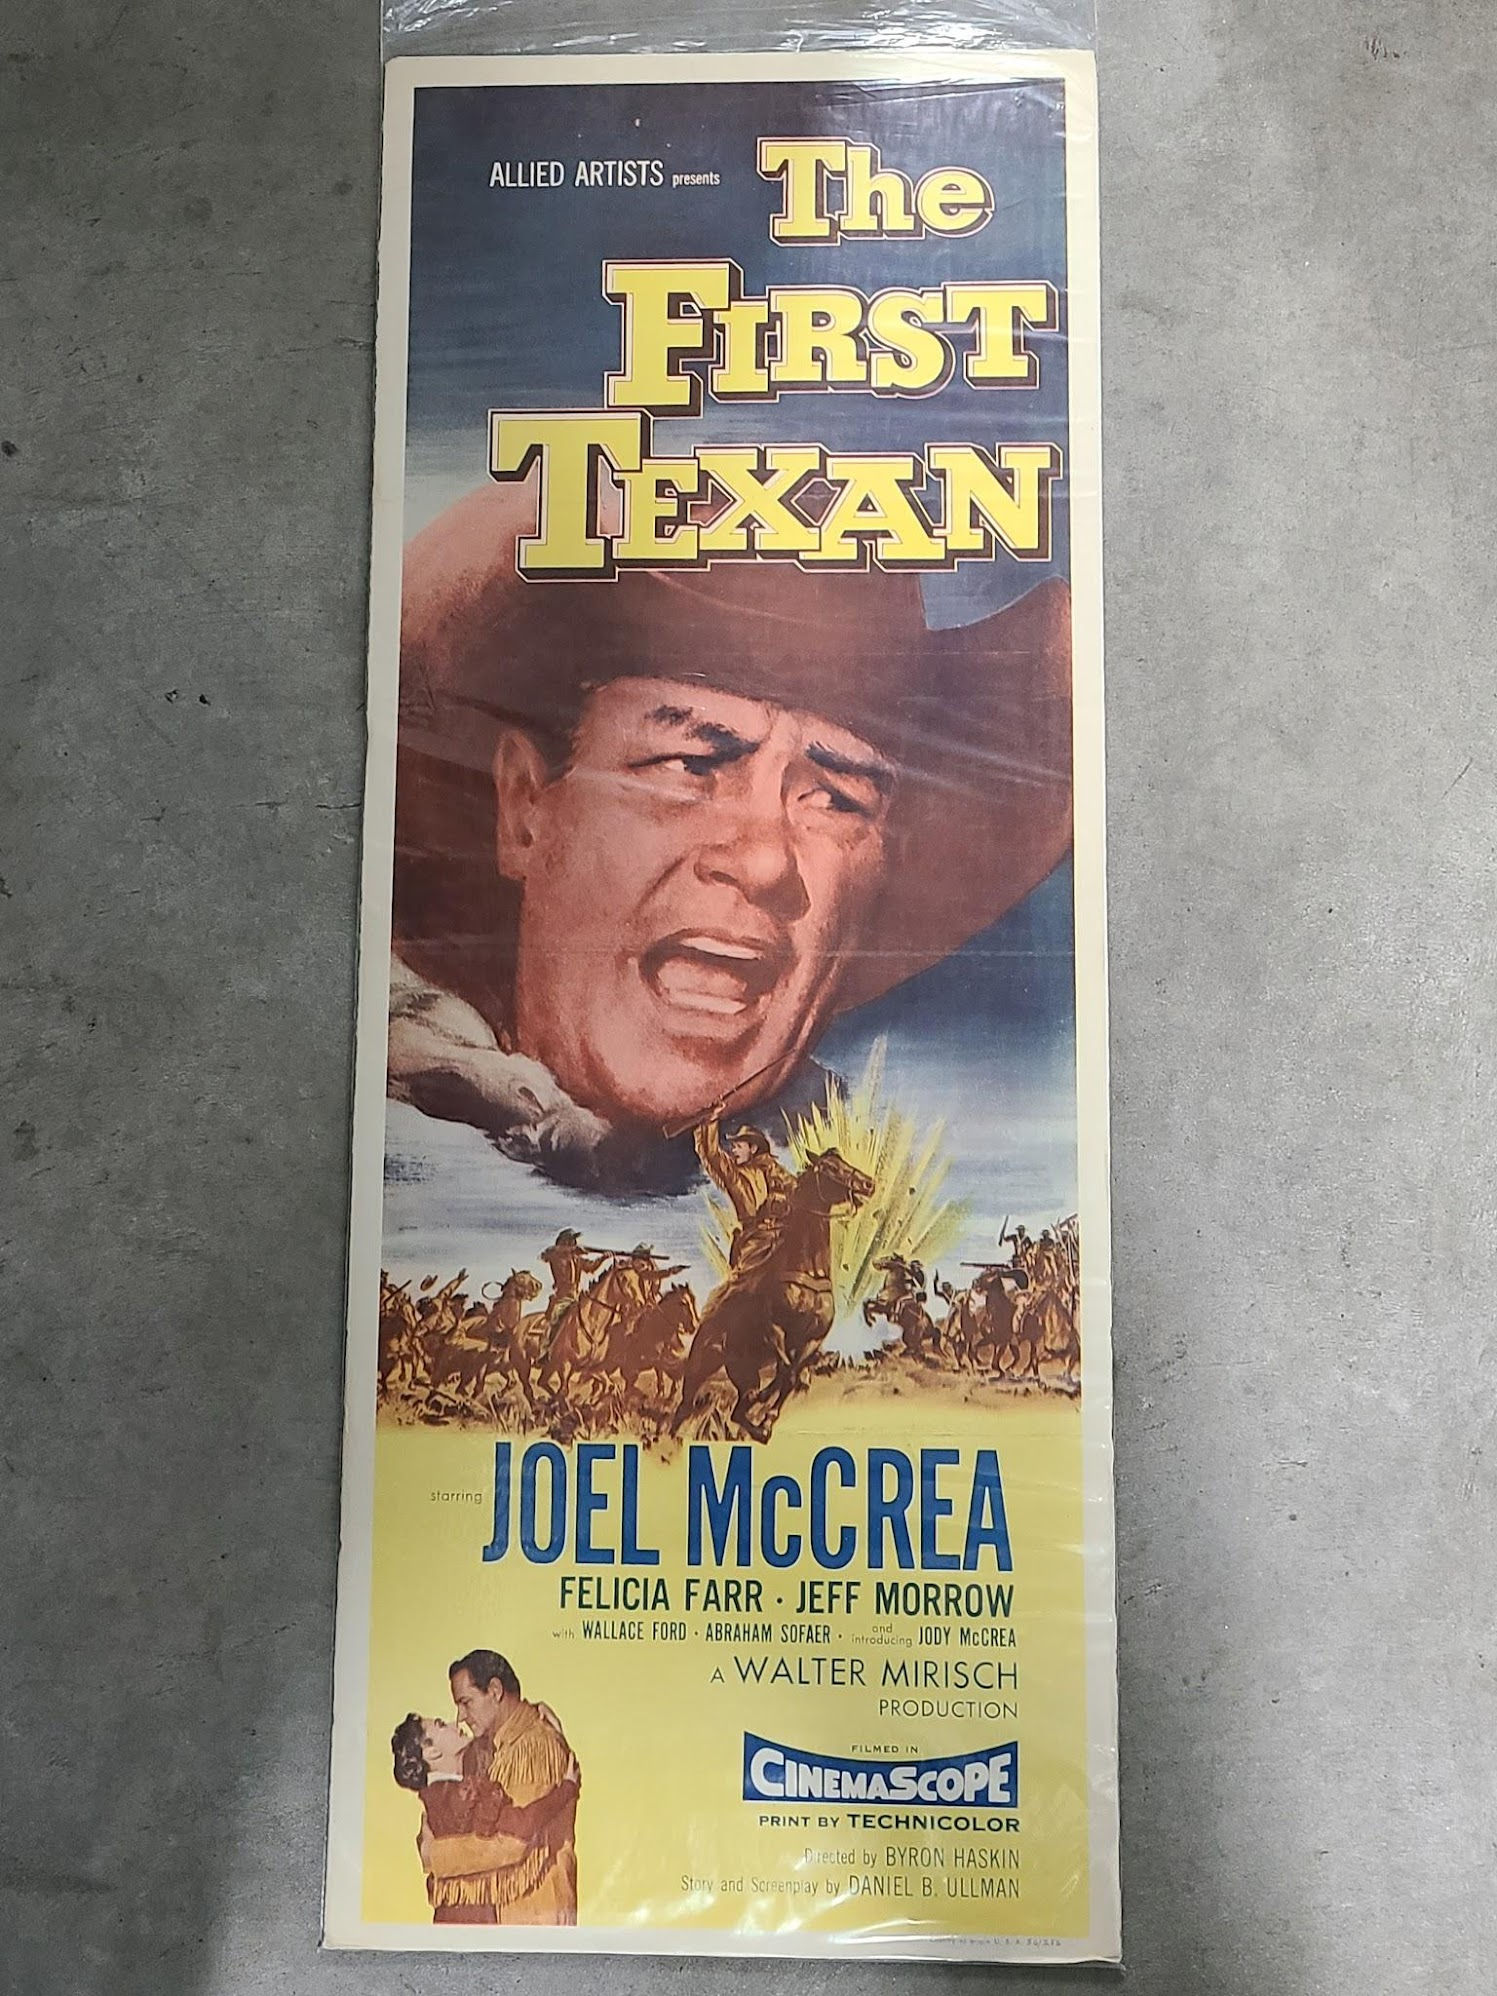 ALLIED ARTISTS presents
The
FIRST
TEXAN
starring JOEL McCREA
FELICIA FARR · JEFF MORROW
with WALLACE FORD · ABRAHAM SOFAER · and introducing JODY McCREA
A WALTER MIRISCH
PRODUCTION
FILMED IN
CINEMASCOPE
PRINT BY TECHNICOLOR
Directed by BYRON HASKIN
Story and Screenplay by DANIEL B. ULLMAN
U. S. A. 56/252